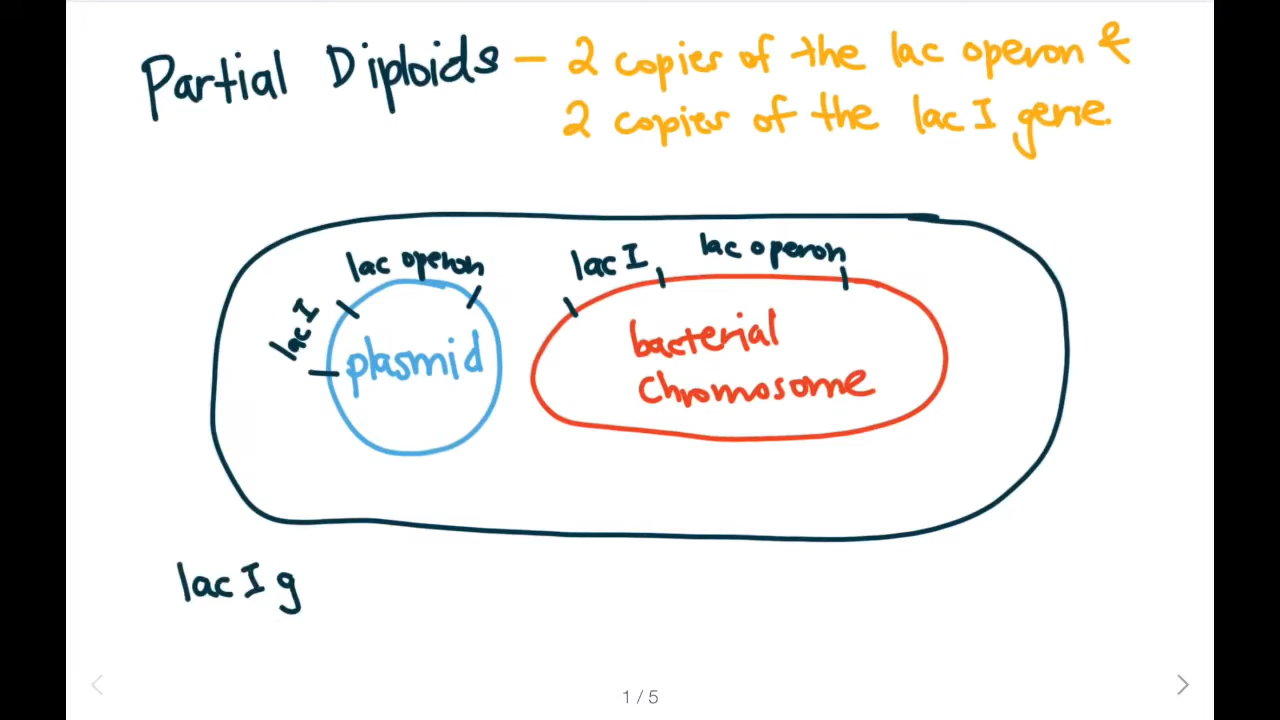 Partial Diploids – 2 copies of the lac operon &
2 copies of the lac I gene.
lac operon
lac I
lac I
lac operon
plasmid
bacterial
chromosome
lac I g
1 / 5